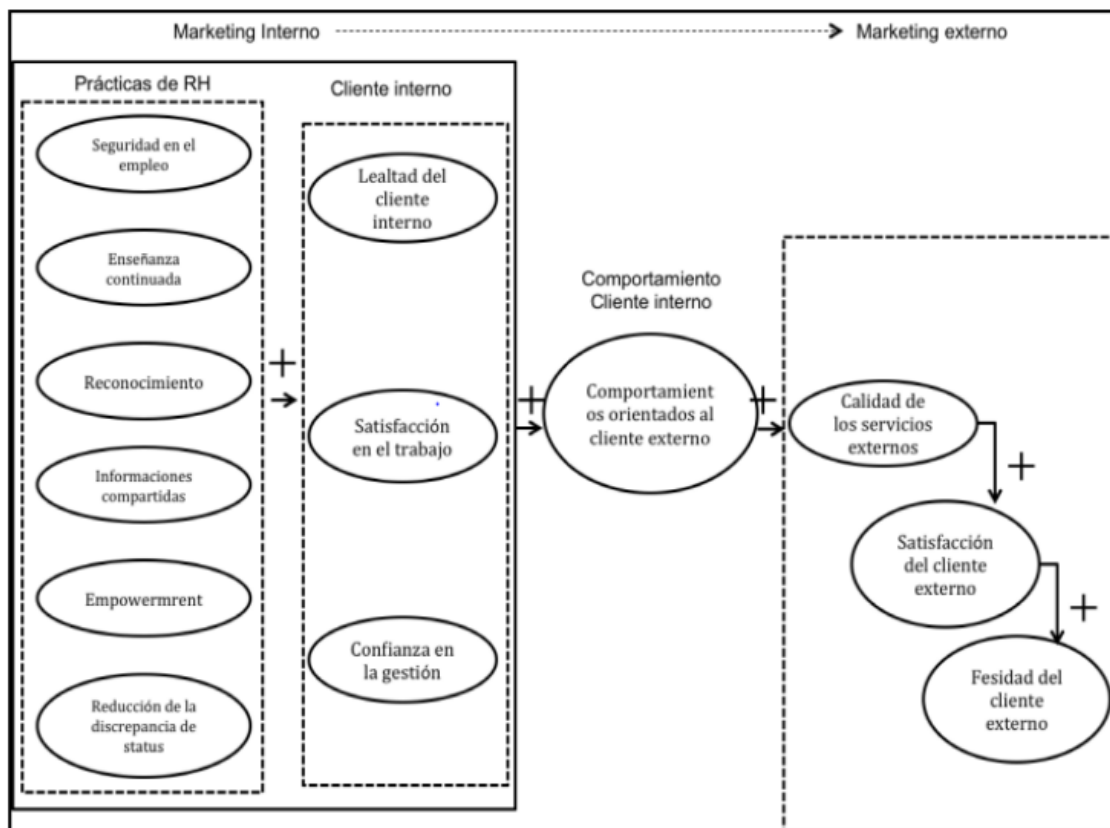 Marketing Interno
Marketing externo
Prácticas de RH
Seguridad en el
empleo
Enseñanza
continuada
Reconocimiento
Informaciones
compartidas
Empowermrent
Reducción de la
discrepancia de
status
Cliente interno
Lealtad del
cliente
interno
Satisfacción
en el trabajo
Confianza en
la gestión
Comportamiento
Cliente interno
Comportamient
os orientados al
cliente externo
Calidad de
los servicios
externos
Satisfacción
del cliente
externo
Fesidad del
cliente
externo